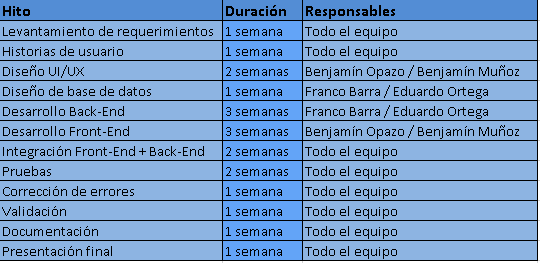 Hito Duración Responsables
Levantamiento de requerimientos 1 semana Todo el equipo
Historias de usuario 1 semana Todo el equipo
Diseño UI/UX 2 semanas Benjamín Opazo / Benjamín Muñoz
Diseño de base de datos 1 semana Franco Barra / Eduardo Ortega
Desarrollo Back-End 3 semanas Franco Barra / Eduardo Ortega
Desarrollo Front-End 3 semanas Benjamín Opazo / Benjamín Muñoz
Integración Front-End + Back-End 2 semanas Todo el equipo
Pruebas 2 semanas Todo el equipo
Corrección de errores 1 semana Todo el equipo
Validación 1 semana Todo el equipo
Documentación 1 semana Todo el equipo
Presentación final 1 semana Todo el equipo